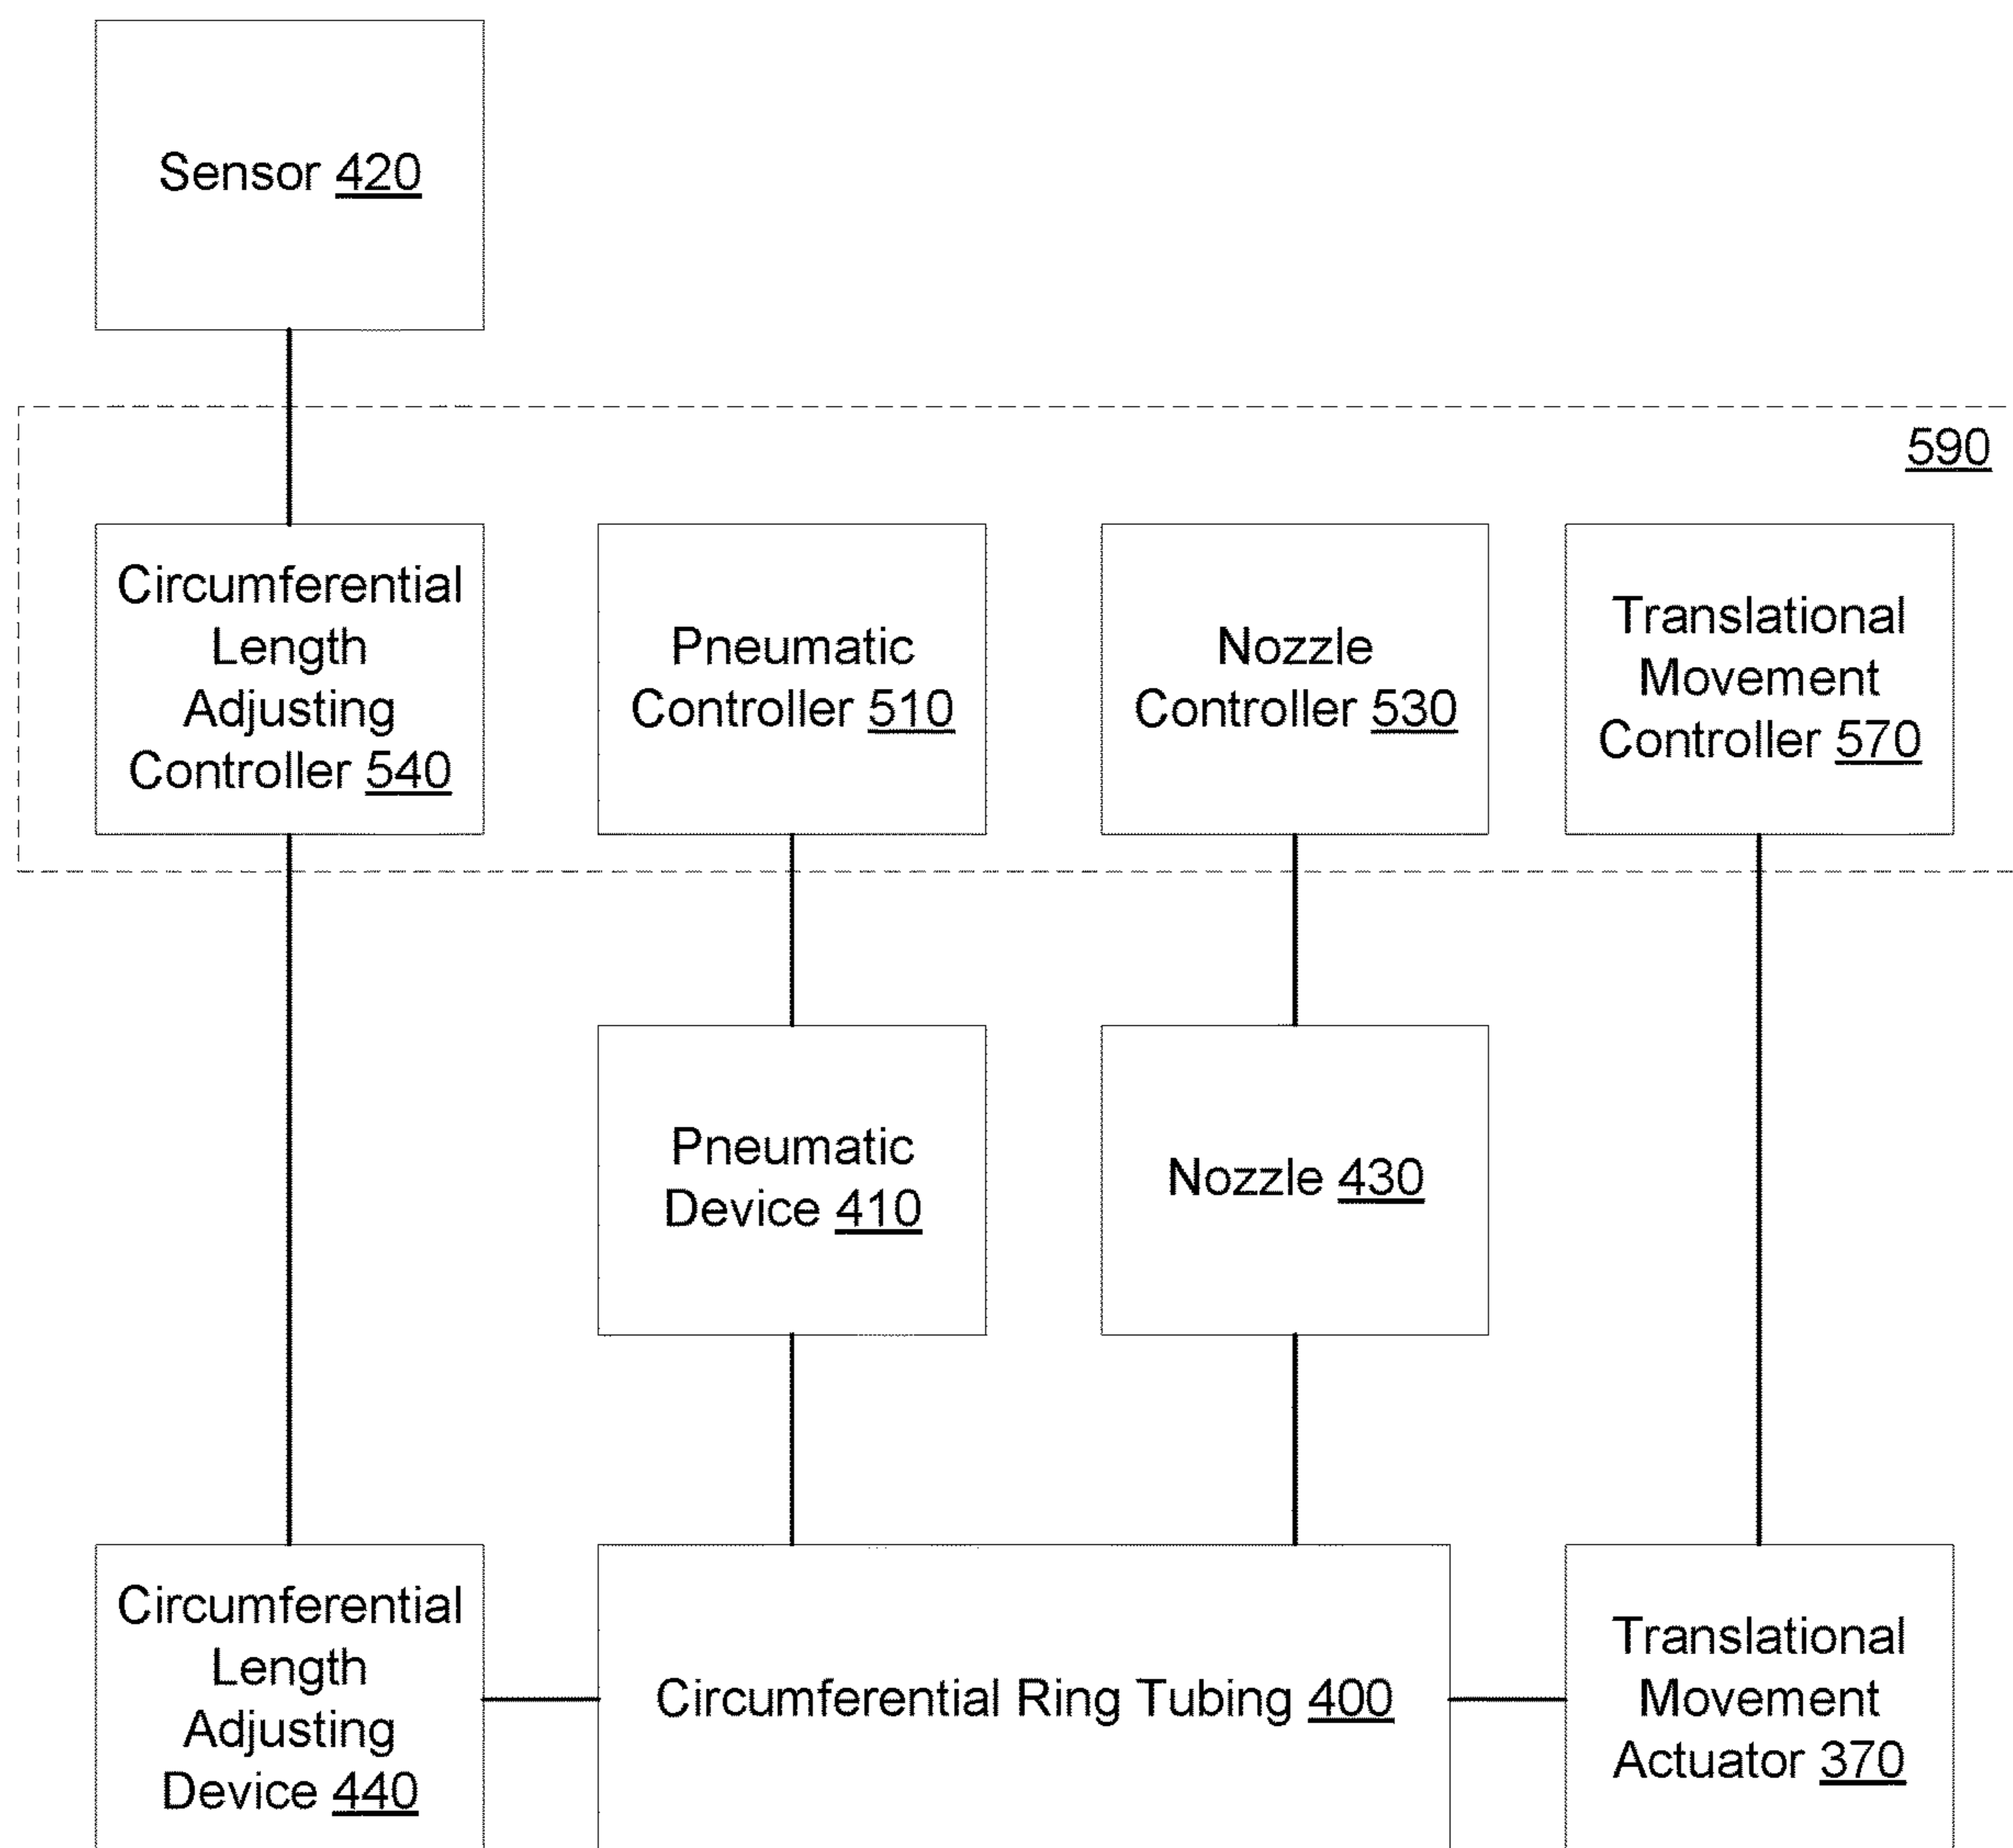 Sensor 420
590
Circumferential
Length
Adjusting
Controller 540
Pneumatic
Controller 510
Nozzle
Controller 530
Translational
Movement
Controller 570
Pneumatic
Device 410
Nozzle 430
Circumferential
Length
Adjusting
Device 440
Circumferential Ring Tubing 400
Translational
Movement
Actuator 370